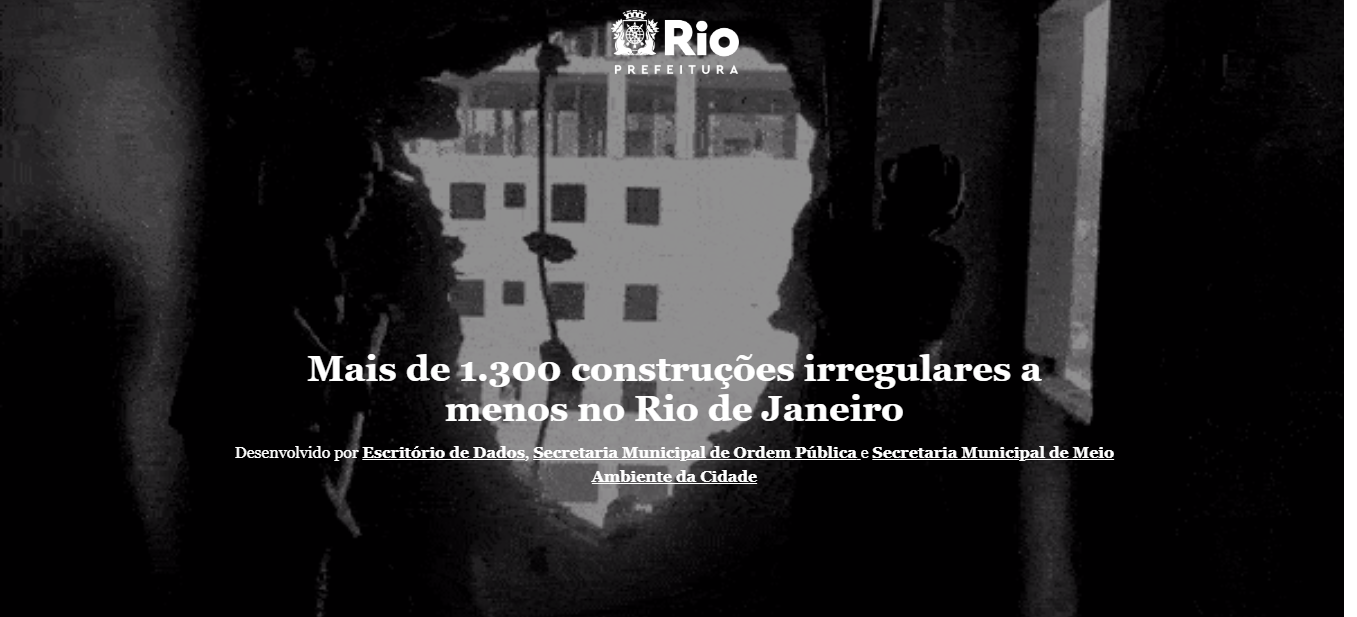 Rio
PREFEITURA
Mais de 1.300 construções irregulares a
menos no Rio de Janeiro
Desenvolvido por Escritório de Dados, Secretaria Municipal de Ordem Pública e Secretaria Municipal de Meio
Ambiente da Cidade